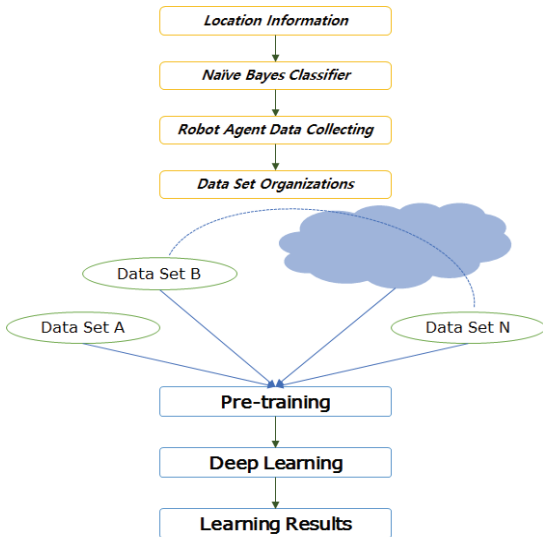 Location Information
Naïve Bayes Classifier
Robot Agent Data Collecting
Data Set Organizations
Data Set B
Data Set A
Data Set N
Pre-training
Deep Learning
Learning Results